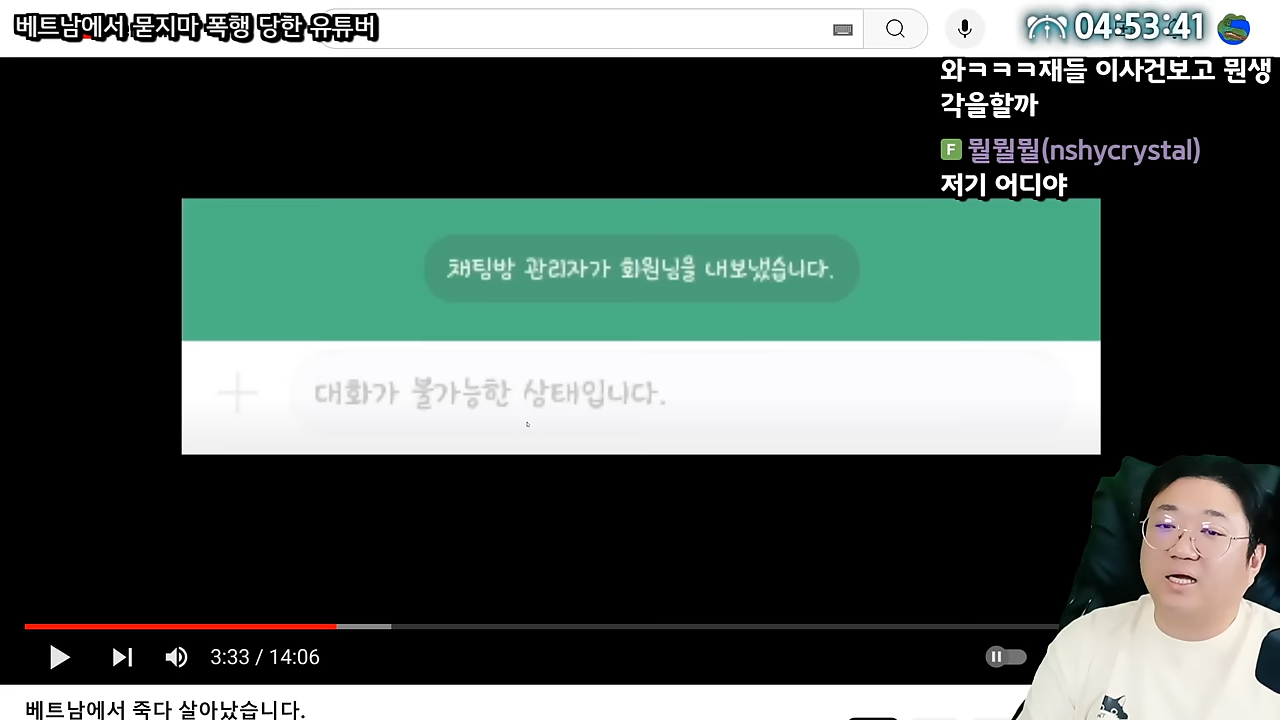 베트남에서 묻지마 폭행 당한 유튜버
04:53:41
와ㅋㅋㅋ재들 이사건보고 뭔생
각을할까
F 뭘뭘뭘(nshycrystal)
저기 어디야
채팅방 관리자가 회원님을 내보냈습니다.
대화가 불가능한 상태입니다.
3:33 / 14:06
베트남에서 죽다 살아났습니다.